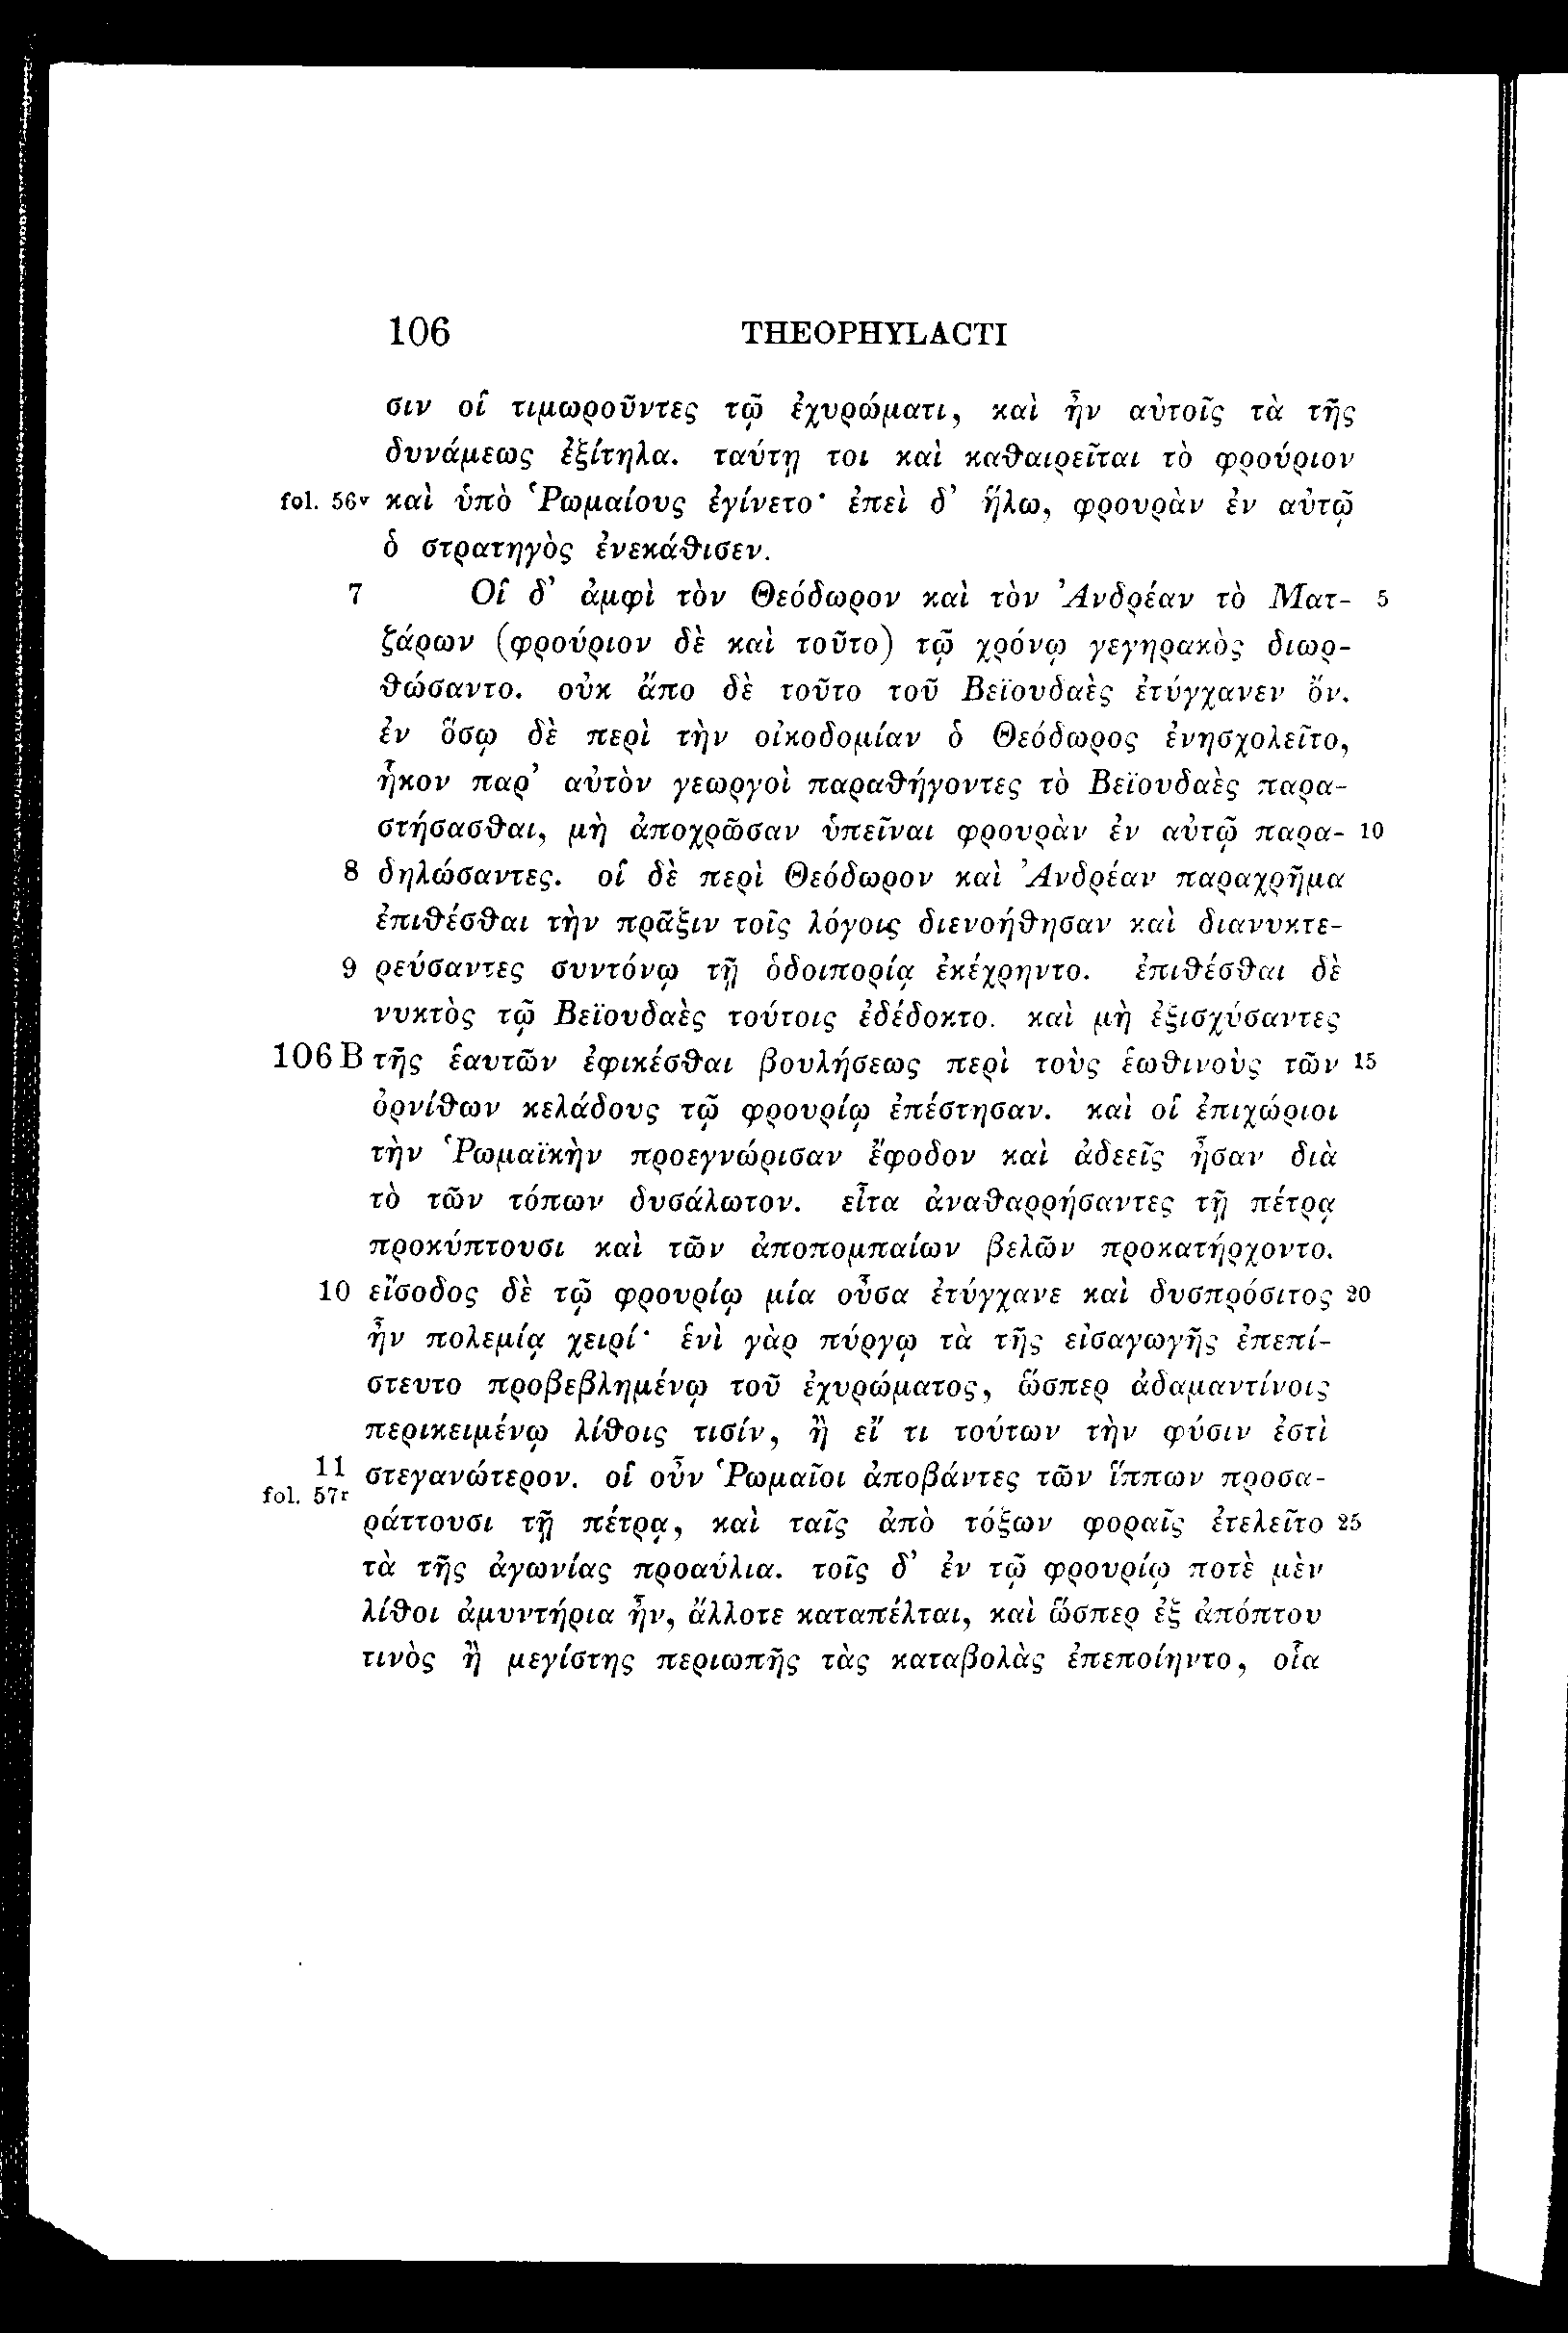 106 THEOPHYLACTI
σιν οἱ τιμωροῦντες τῷ ἐχυρώματι, καὶ ἦν αὐτοῖς τὰ τῆς
δυνάμεως ἐξίτηλα. ταύτῃ τοι καὶ καθαιρεῖται τὸ φρούριον
fol. 56v καὶ ὑπὸ Ῥωμαίους ἐγίνετο· ἐπεὶ δ’ ἥλω, φρουρὰν ἐν αὐτῷ
ὁ στρατηγὸς ἐνεκάθισεν.
7 Οἱ δ’ ἀμφὶ τὸν Θεόδωρον καὶ τὸν Ἀνδρέαν τὸ Ματ- 5
ζάρων (φρούριον δὲ καὶ τοῦτο) τῷ χρόνῳ γεγηρακὸς διωρ-
θώσαντο. οὐκ ἄπο δὲ τοῦτο τοῦ Βεϊουδαὲς ἐτύγχανεν ὄν.
ἐν ὅσῳ δὲ περὶ τὴν οἰκοδομίαν ὁ Θεόδωρος ἐνησχολεῖτο,
ἧκον παρ’ αὐτὸν γεωργοὶ παραθήγοντες τὸ Βεϊουδαὲς παρα-
στήσασθαι, μὴ ἀποχρῶσαν ὑπεῖναι φρουρὰν ἐν αὐτῷ παρα- 10
8 δηλώσαντες. οἱ δὲ περὶ Θεόδωρον καὶ Ἀνδρέαν παραχρῆμα
ἐπιθέσθαι τὴν πρᾶξιν τοῖς λόγοις διενοήθησαν καὶ διανυκτε-
9 ρεύσαντες συντόνῳ τῇ ὁδοιπορίᾳ ἐκέχρηντο. ἐπιθέσθαι δὲ
νυκτὸς τῷ Βεϊουδαὲς τούτοις ἐδέδοκτο. καὶ μὴ ἐξισχύσαντες
106 B τῆς ἑαυτῶν ἐφικέσθαι βουλήσεως περὶ τοὺς ἑωθινοὺς τῶν 15
ὀρνίθων κελάδους τῷ φρουρίῳ ἐπέστησαν. καὶ οἱ ἐπιχώριοι
τὴν Ῥωμαϊκὴν προεγνώρισαν ἔφοδον καὶ ἀδεεῖς ἦσαν διὰ
τὸ τῶν τόπων δυσάλωτον. εἶτα ἀναθαρρήσαντες τῇ πέτρᾳ
προκύπτουσι καὶ τῶν ἀποπομπαίων βελῶν προκατήρχοντο.
10 εἴσοδος δὲ τῷ φρουρίῳ μία οὖσα ἐτύγχανε καὶ δυσπρόσιτος 20
ἦν πολεμίᾳ χειρί· ἑνὶ γὰρ πύργῳ τὰ τῆς εἰσαγωγῆς ἐπεπί-
στευτο προβεβλημένῳ τοῦ ἐχυρώματος, ὥσπερ ἀδαμαντίνοις
περικειμένῳ λίθοις τισίν, ἢ εἴ τι τούτων τὴν φύσιν ἐστὶ
11 στεγανώτερον. οἱ οὖν Ῥωμαῖοι ἀποβάντες τῶν ἵππων προσα-
fol. 57r
ράττουσι τῇ πέτρᾳ, καὶ ταῖς ἀπὸ τόξων φοραῖς ἐτελεῖτο 25
τὰ τῆς ἀγωνίας προαύλια. τοῖς δ’ ἐν τῷ φρουρίῳ ποτὲ μὲν
λίθοι ἀμυντήρια ἦν, ἄλλοτε καταπέλται, καὶ ὥσπερ ἐξ ἀπόπτου
τινὸς ἢ μεγίστης περιωπῆς τὰς καταβολὰς ἐπεποίηντο, οἷα